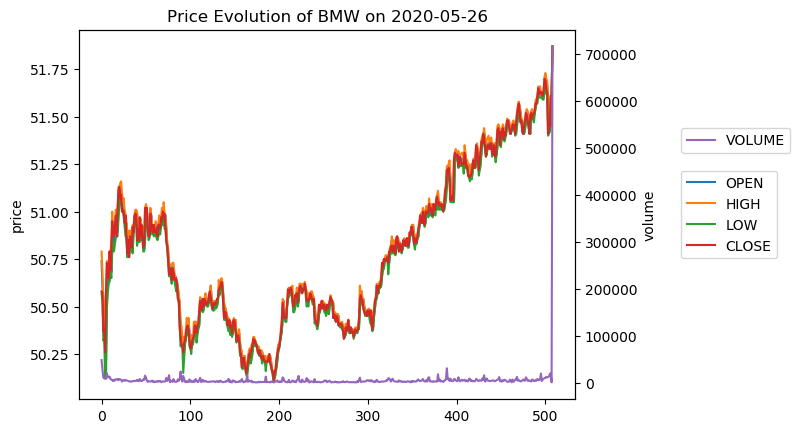 Price Evolution of BMW on 2020-05-26
price
51.75
51.50
51.25
51.00
50.75
50.50
50.25
0
100
200
300
400
500
700000
600000
500000
400000
300000
200000
100000
0
volume
VOLUME
OPEN
HIGH
LOW
CLOSE